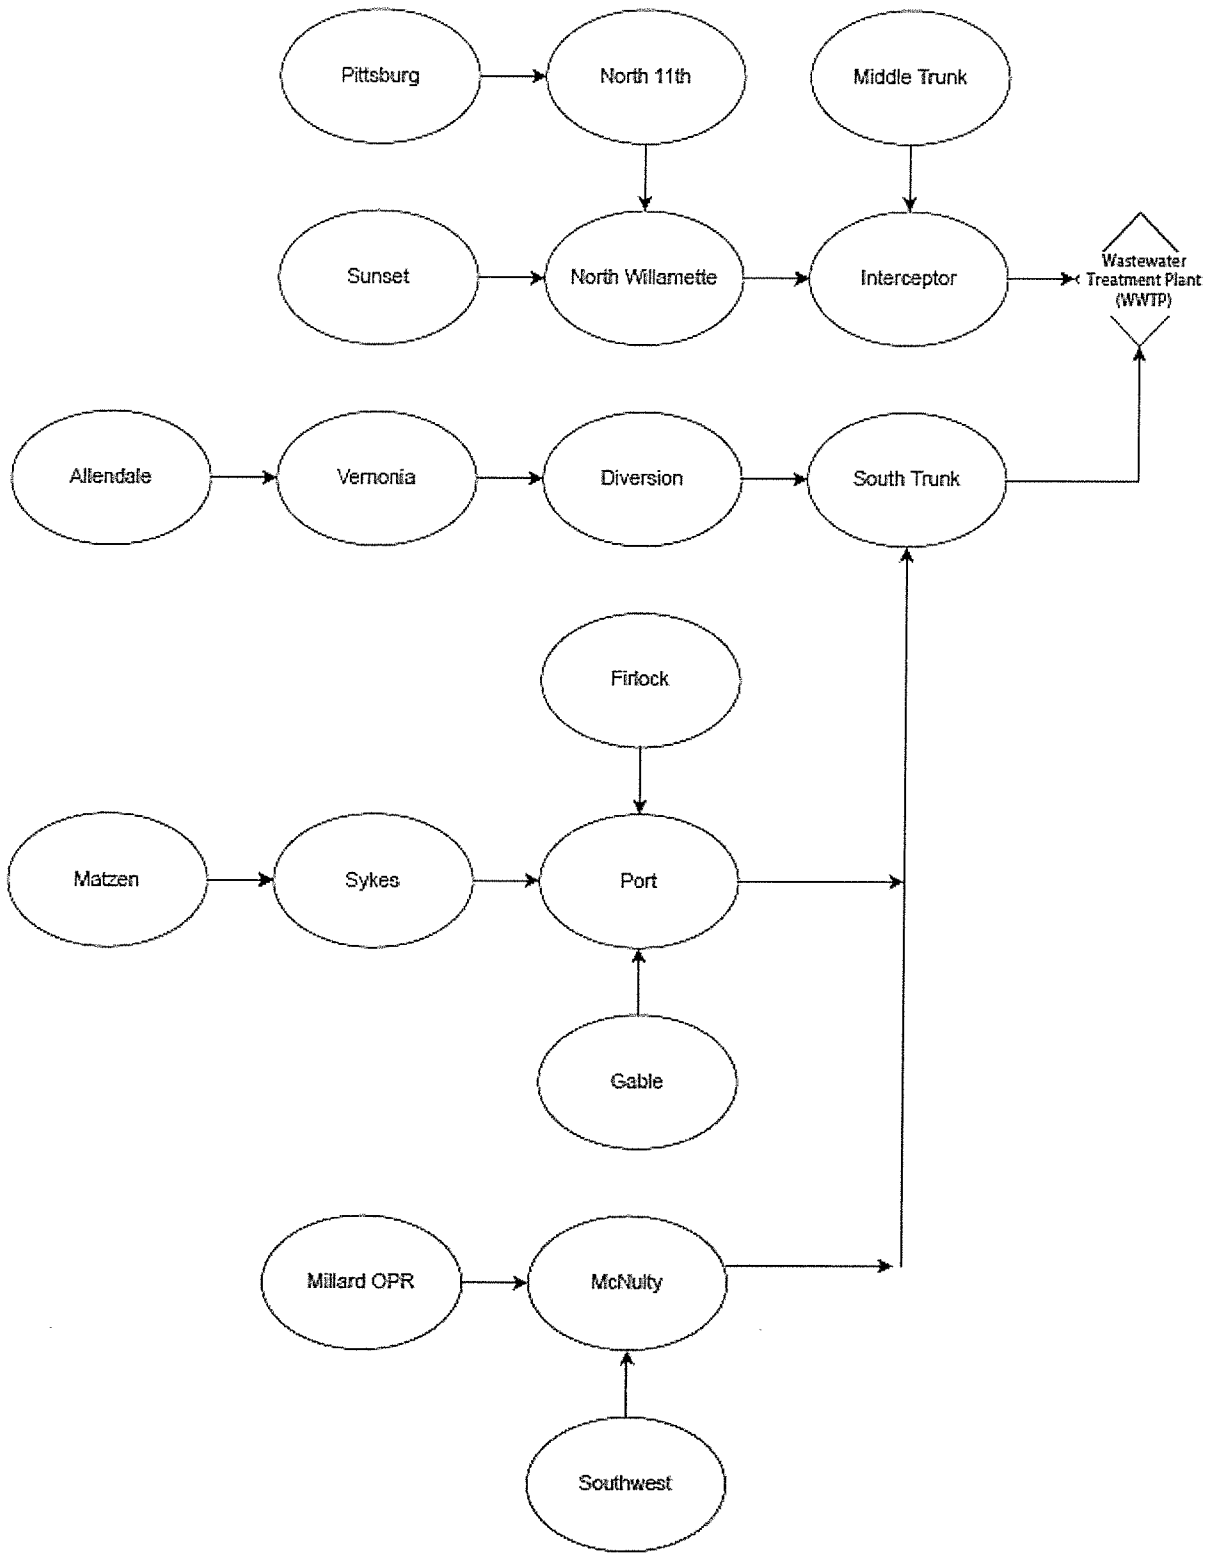 Pittsburg
North 11th
Middle Trunk
Sunset
North Willamette
Interceptor
Wastewater
Treatment Plant
(WWTP)
Allendale
Vernonia
Diversion
South Trunk
Firlock
Matzen
Sykes
Port
Gable
Millard OPR
McNulty
Southwest